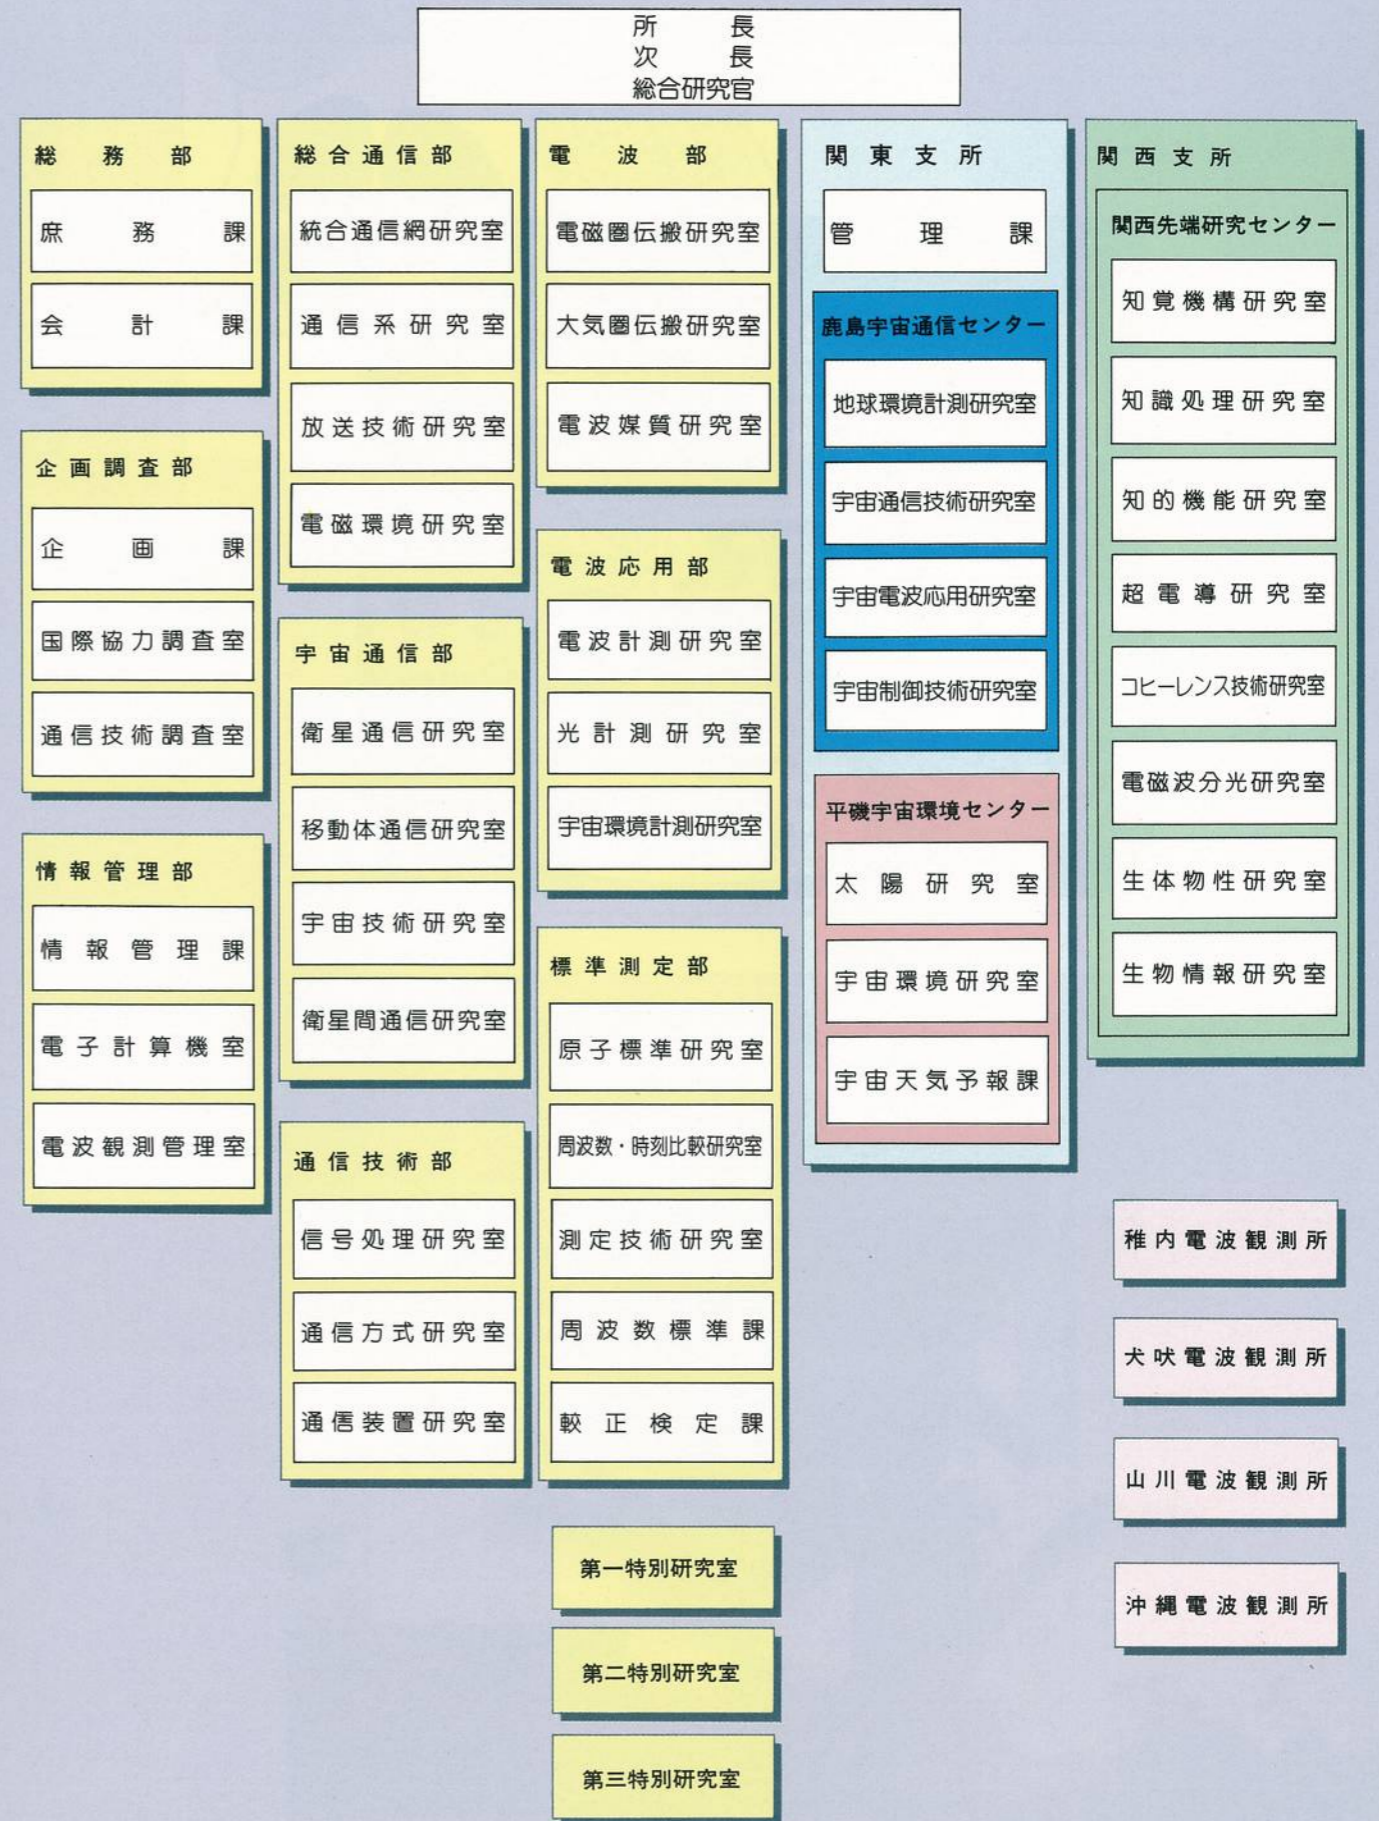 所長
次長
総合研究官
総務部
庶務課
会計課
企画調査部
企画課
国際協力調査室
通信技術調査室
情報管理部
情報管理課
電子計算機室
電波観測管理室
総合通信部
統合通信網研究室
通信系研究室
放送技術研究室
電磁環境研究室
宇宙通信部
衛星通信研究室
移動体通信研究室
宇宙技術研究室
衛星間通信研究室
通信技術部
信号処理研究室
通信方式研究室
通信装置研究室
電波部
電磁圏伝搬研究室
大気圏伝搬研究室
電波媒質研究室
電波応用部
電波計測研究室
光計測研究室
宇宙環境計測研究室
標準測定部
原子標準研究室
周波数・時刻比較研究室
測定技術研究室
周波数標準課
較正検定課
第一特別研究室
第二特別研究室
第三特別研究室
関東支所
管理課
鹿島宇宙通信センター
地球環境計測研究室
宇宙通信技術研究室
宇宙電波応用研究室
宇宙制御技術研究室
平磯宇宙環境センター
太陽研究室
宇宙環境研究室
宇宙天気予報課
関西支所
関西先端研究センター
知覚機構研究室
知識処理研究室
知的機能研究室
超電導研究室
コヒーレンス技術研究室
電磁波分光研究室
生体物性研究室
生物情報研究室
稚内電波観測所
犬吠電波観測所
山川電波観測所
沖縄電波観測所